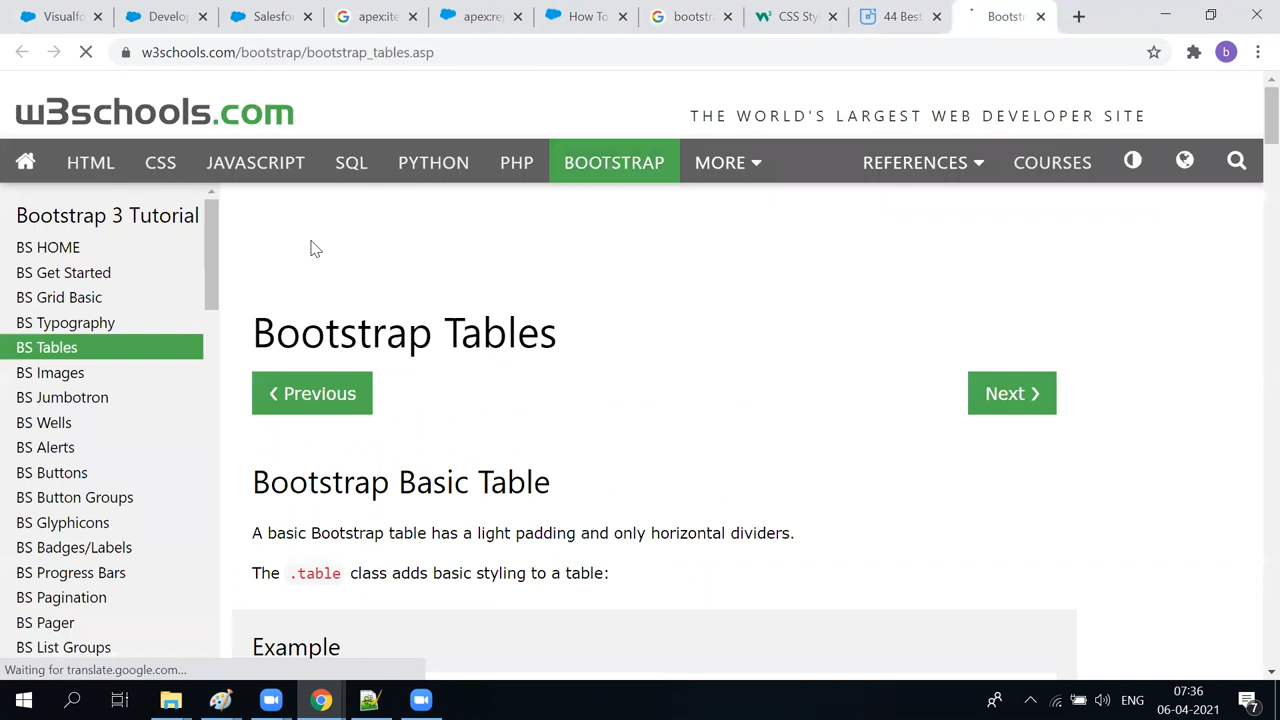 Visualfo
Develo
Salesfo
apex:ite
apex:re
How To
bootstr
CSS Sty
44 Best
Bootstr
w3schools.com/bootstrap/bootstrap_tables.asp
b
w3schools.com
THE WORLD'S LARGEST WEB DEVELOPER SITE
HTML
CSS
JAVASCRIPT
SQL
PYTHON
PHP
BOOTSTRAP
MORE
REFERENCES
COURSES
Bootstrap 3 Tutorial
BS HOME
BS Get Started
BS Grid Basic
BS Typography
BS Tables
BS Images
BS Jumbotron
BS Wells
BS Alerts
BS Buttons
BS Button Groups
BS Glyphicons
BS Badges/Labels
BS Progress Bars
BS Pagination
BS Pager
BS List Groups
Bootstrap Tables
❮ Previous
Next ❯
Bootstrap Basic Table
A basic Bootstrap table has a light padding and only horizontal dividers.
The .table class adds basic styling to a table:
Example
Waiting for translate.google.com...
ENG
07:36
06-04-2021
7